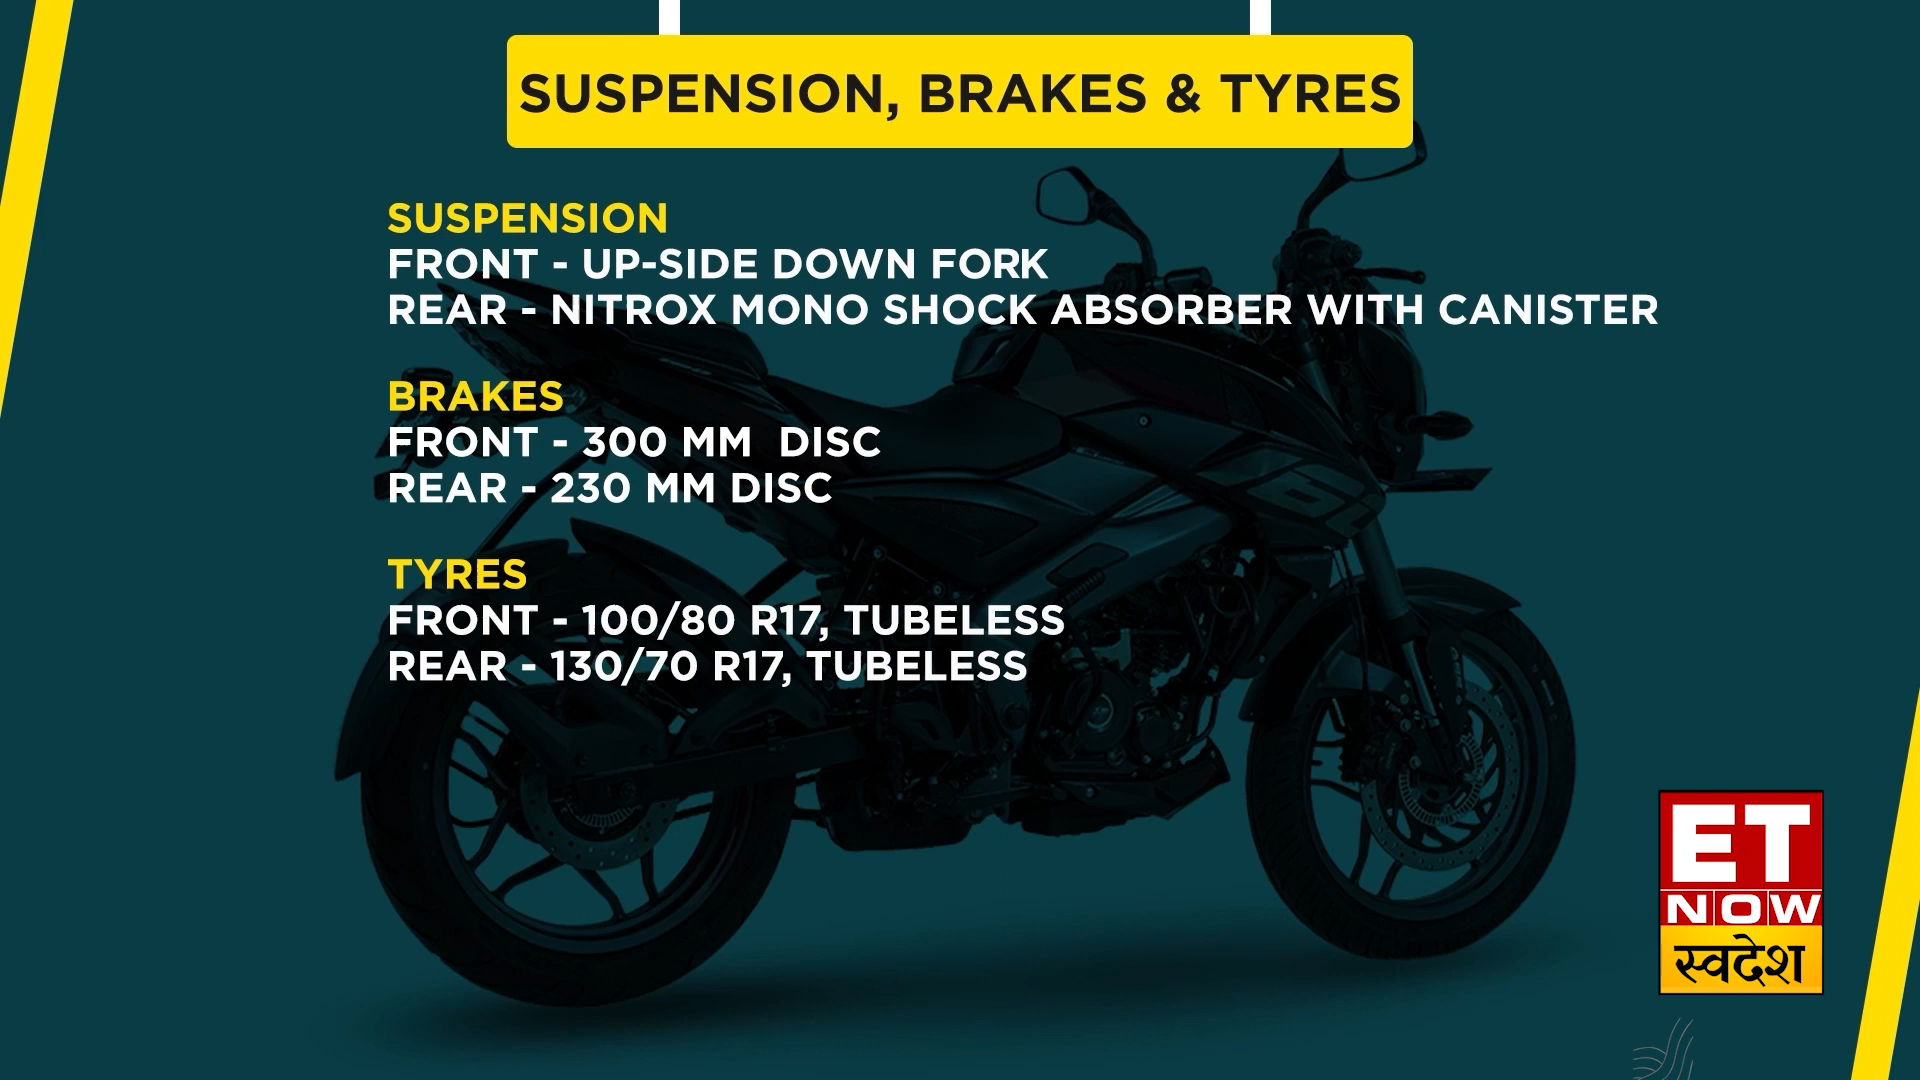 SUSPENSION, BRAKES & TYRES
SUSPENSION
FRONT - UP-SIDE DOWN FORK
REAR - NITROX MONO SHOCK ABSORBER WITH CANISTER
BRAKES
FRONT - 300 MM  DISC
REAR - 230 MM DISC
TYRES
FRONT - 100/80 R17, TUBELESS
REAR - 130/70 R17, TUBELESS
ET
NOW
स्वदेश